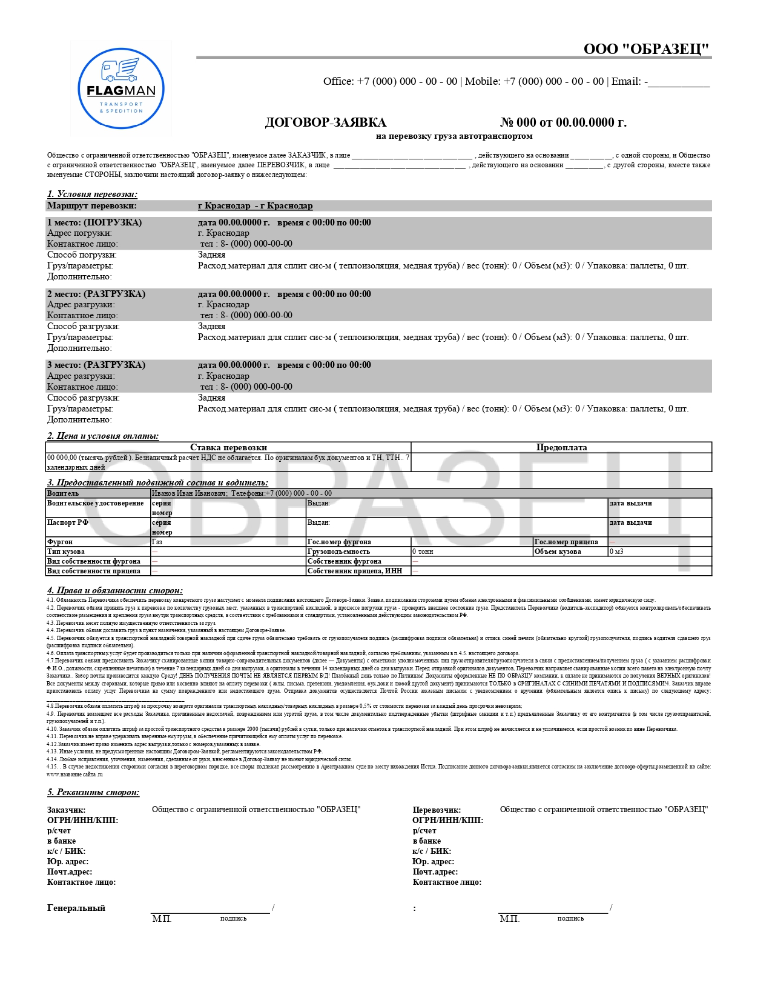 ООО "ОБРАЗЕЦ"
FLAGMAN
TRANSPORT
& SPEDITION
Office: +7 (000) 000 - 00 - 00 | Mobile: +7 (000) 000 - 00 - 00 | Email: -___________
ДОГОВОР-ЗАЯВКА № 000 от 00.00.0000 г.
на перевозку груза автотранспортом
Общество с ограниченной ответственностью "ОБРАЗЕЦ", именуемое далее ЗАКАЗЧИК, в лице ________________________________ , действующего на основании ___________, с одной стороны, и Общество
с ограниченной ответственностью "ОБРАЗЕЦ", именуемое далее ПЕРЕВОЗЧИК, в лице ___________________________________ , действующего на основании __________, с другой стороны, вместе также
именуемые СТОРОНЫ, заключили настоящий договор-заявку о нижеследующем:
1. Условия перевозки:
Маршрут перевозки: г Краснодар - г Краснодар
1 место: (ПОГРУЗКА) дата 00.00.0000 г. время с 00:00 по 00:00
Адрес погрузки: г. Краснодар
Контактное лицо: тел : 8- (000) 000-00-00
Способ погрузки: Задняя
Груз/параметры: Расход.материал для сплит сис-м ( теплоизоляция, медная труба) / вес (тонн): 0 / Объем (м3): 0 / Упаковка: паллеты, 0 шт.
Дополнительно:
2 место: (РАЗГРУЗКА) дата 00.00.0000 г. время с 00:00 по 00:00
Адрес разгрузки: г. Краснодар
Контактное лицо: тел : 8- (000) 000-00-00
Способ разгрузки: Задняя
Груз/параметры: Расход.материал для сплит сис-м ( теплоизоляция, медная труба) / вес (тонн): 0 / Объем (м3): 0 / Упаковка: паллеты, 0 шт.
Дополнительно:
3 место: (РАЗГРУЗКА) дата 00.00.0000 г. время с 00:00 по 00:00
Адрес разгрузки: г. Краснодар
Контактное лицо: тел : 8- (000) 000-00-00
Способ разгрузки: Задняя
Груз/параметры: Расход.материал для сплит сис-м ( теплоизоляция, медная труба) / вес (тонн): 0 / Объем (м3): 0 / Упаковка: паллеты, 0 шт.
Дополнительно:
2. Цена и условия оплаты:
Ставка перевозки Предоплата
00 000,00 (тысячь рублей ). Безналичный расчет НДС не облагается. По оригиналам бух.документов и ТН, ТТН.. 7
календарных дней
ОБРАЗЕЦ
3. Предоставленный подвижной состав и водитель:
Водитель Иванов Иван Иванович; Телефоны:+7 (000) 000 - 00 - 00
Водительское удостоверение серия Выдан: дата выдачи
номер
Паспорт РФ серия Выдан: дата выдачи
номер
Фургон Газ Гос.номер фургона Гос.номер прицепа —
Тип кузова — Грузоподъемность 0 тонн Объем кузова 0 м3
Вид собственности фургона — Собственник фургона —
Вид собственности прицепа — Собственник прицепа, ИНН —
4. Права и обязанности сторон:
4.1. Обязанность Перевозчика обеспечить перевозку конкретного груза наступает с момента подписания настоящего Договора-Заявки. Заявка, подписанная сторонами путем обмена электронными и факсимильными сообщениями, имеет юридическую силу.
4.2. Перевозчик обязан принять груз к перевозке по количеству грузовых мест, указанных в транспортной накладной, в процессе погрузки груза - проверить внешнее состояние груза. Представитель Перевозчика (водитель-экспедитор) обязуется контролировать/обеспечивать
соответствие размещения и крепления груза внутри транспортных средств, в соответствии с требованиями и стандартами, установленными действующим законодательством РФ.
4.3. Перевозчик несет полную имущественную ответственность за груз.
4.4. Перевозчик обязан доставить груз в пункт назначения, указанный в настоящем Договоре-Заявке.
4.5. Перевозчик обязуется в транспортной накладной/товарной накладной при сдаче груза обязательно требовать от грузополучателя подпись (расшифровка подписи обязательна) и оттиск синей печати (обязательно круглой) грузополучателя, подпись водителя сдавшего груз
(расшифровка подписи обязательна).
4.6. Оплата транспортных услуг будет производиться только при наличии оформленной транспортной накладной/товарной накладной, согласно требованиям, указанным в п.4.5. настоящего договора.
4.7.Перевозчик обязан предоставить Заказчику сканированные копии товарно-сопроводительных документов (далее — Документы) с отметками уполномоченных лиц грузоотправителя/грузополучателя в связи с предоставлением/получением груза ( с указанием расшифровки
Ф.И.О., должности, скрепленные печатями) в течение 7 календарных дней со дня выгрузки, а оригиналы в течении 14 календарных дней со дня выгрузки. Перед отправкой оригиналов документов, Перевозчик направляет сканированные копии всего пакета на электронную почту
Заказчика.. Забор почты производится каждую Среду! ДЕНЬ ПОЛУЧЕНИЯ ПОЧТЫ НЕ ЯВЛЯЕТСЯ ПЕРВЫМ Б/Д! Платёжный день только по Пятницам! Документы оформленные НЕ ПО ОБРАЗЦУ компании, к оплате не принимаются до получения ВЕРНЫХ оригиналов!
Все документы между сторонами, которые прямо или косвенно влияют на оплату перевозки ( акты, письма, претензии, уведомления, бух.доки и любой другой документ) принимаются ТОЛЬКО в ОРИГИНАЛАХ С СИНИМИ ПЕЧАТЯМИ И ПОДПИСЯМИ!4. Заказчик вправе
приостановить оплату услуг Перевозчика на сумму поврежденного или недостающего груза. Отправка документов осуществляется Почтой России заказным письмом с уведомлением о вручении (обязательным является опись к письму) по следующему адресу:
________________________________________________
4.8.Перевозчик обязан оплатить штраф за просрочку возврата оригиналов транспортных накладных/товарных накладных в размере 0,5% от стоимости перевозки за каждый день просрочки невозврата;
4.9. Перевозчик возмещает все расходы Заказчика, причиненные недостачей, повреждением или утратой груза, в том числе документально подтвержденные убытки (штрафные санкции и т.п.) предъявленные Заказчику от его контрагентов (в том числе грузоотправителей,
грузополучателей и т.п.).
4.10. Заказчик обязан оплатить штраф за простой транспортного средства в размере 2000 (тысячи) рублей в сутки, только при наличии отметок в транспортной накладной. При этом штраф не начисляется и не уплачивается, если простой возник по вине Перевозчика.
4.11. Перевозчик не вправе удерживать вверенные ему грузы, в обеспечение причитающейся ему оплаты услуг по перевозке.
4.12.Заказчик имеет право изменить адрес выгрузки,только с номеров,указанных в заявке.
4.13. Иные условия, не предусмотренные настоящим Договором-Заявкой, регламентируются законодательством РФ.
4.14. Любые исправления, уточнения, изменения, сделанные от руки, внесенные в Договор-Заявку не имеют юридической силы.
4.15. . В случае недостижения сторонами согласия в переговорном порядке, все споры подлежат рассмотрению в Арбитражном суде по месту нахождения Истца. Подписание данного договора-заявки,является согласием на заключение договора-оферты,размещенной на сайте:
www.название сайта .ru
5. Реквизиты сторон:
Заказчик: Общество с ограниченной ответственностью "ОБРАЗЕЦ" Перевозчик: Общество с ограниченной ответственностью "ОБРАЗЕЦ"
ОГРН/ИНН/КПП: ОГРН/ИНН/КПП:
р/счет р/счет
в банке в банке
к/с / БИК: к/с / БИК:
Юр. адрес: Юр. адрес:
Почт.адрес: Почт.адрес:
Контактное лицо: Контактное лицо:
Генеральный / : /
М.П. подпись М.П. подпись